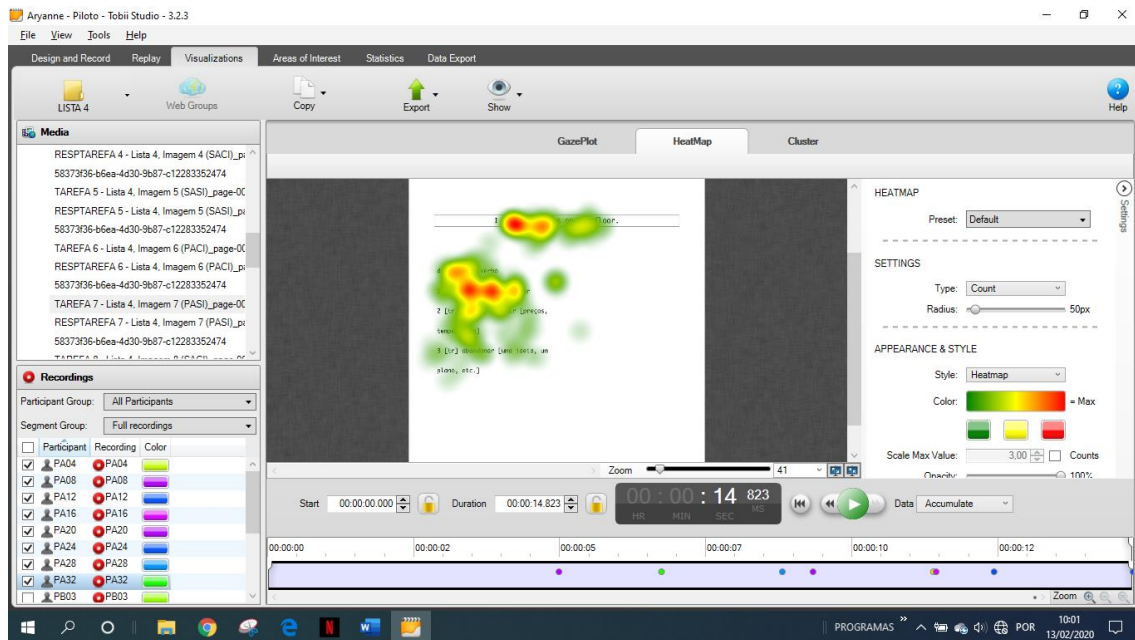 Aryanne - Piloto - Tobii Studio - 3.2.3
File View Tools Help
Design and Record Replay Visualizations Areas of Interest Statistics Data Export
LISTA 4 Web Groups Copy Export Show Help
Media
RESPTAREFA 4 - Lista 4, Imagem 4 (SACI)_pa
58373f36-b6ea-4d30-9b87-c12283352474
TAREFA 5 - Lista 4, Imagem 5 (SASI)_page-00
RESPTAREFA 5 - Lista 4, Imagem 5 (SASI)_pa
58373f36-b6ea-4d30-9b87-c12283352474
TAREFA 6 - Lista 4, Imagem 6 (PACI)_page-00
RESPTAREFA 6 - Lista 4, Imagem 6 (PACI)_pa
58373f36-b6ea-4d30-9b87-c12283352474
TAREFA 7 - Lista 4, Imagem 7 (PASI)_page-00
RESPTAREFA 7 - Lista 4, Imagem 7 (PASI)_pa
58373f36-b6ea-4d30-9b87-c12283352474
Recordings
Participant Group: All Participants
Segment Group: Full recordings
Participant Recording Color
PA04 PA04
PA08 PA08
PA12 PA12
PA16 PA16
PA20 PA20
PA24 PA24
PA28 PA28
PA32 PA32
PB03 PB03
GazePlot HeatMap Cluster
floor.
2 [tr [preços,
3 [tr] abandonar [uma ideia, um
plano, etc.]
HEATMAP
Preset: Default
SETTINGS
Type: Count
Radius: 50px
APPEARANCE & STYLE
Style: Heatmap
Color: = Max
Scale Max Value: 3,00 Counts
Opacity: 100%
Settings
Zoom 41
Start 00:00:00.000 Duration 00:00:14.823 00 : 00 : 14 823 Data Accumulate
HR MIN SEC MS
00:00:00 00:00:02 00:00:05 00:00:07 00:00:10 00:00:12
Zoom
PROGRAMAS POR 10:01
13/02/2020